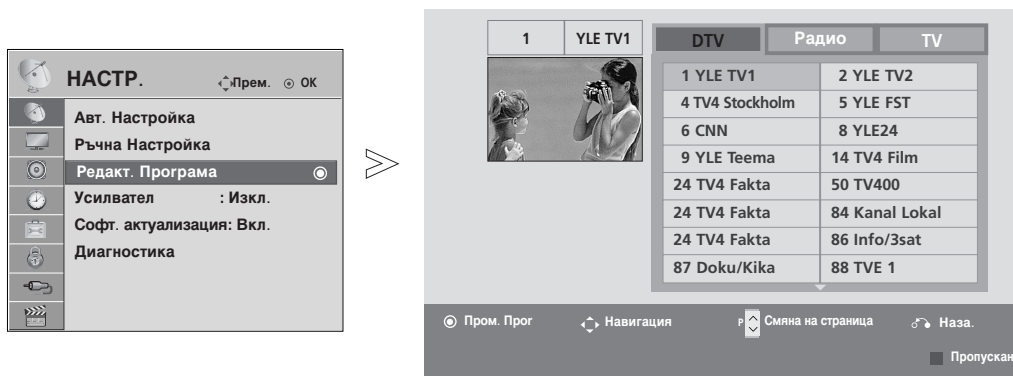 НАСТР. Прем. OK
Авт. Настройка
Ръчна Настройка
Редакт. Програма
Усилвател : Изкл.
Софт. актуализация: Вкл.
Диагностика
1 YLE TV1
DTV Радио TV
1 YLE TV1 2 YLE TV2
4 TV4 Stockholm 5 YLE FST
6 CNN 8 YLE24
9 YLE Teema 14 TV4 Film
24 TV4 Fakta 50 TV400
24 TV4 Fakta 84 Kanal Lokal
24 TV4 Fakta 86 Info/3sat
87 Doku/Kika 88 TVE 1
Пром. Прог Навигация P Смяна на страница Наза.
Пропускан